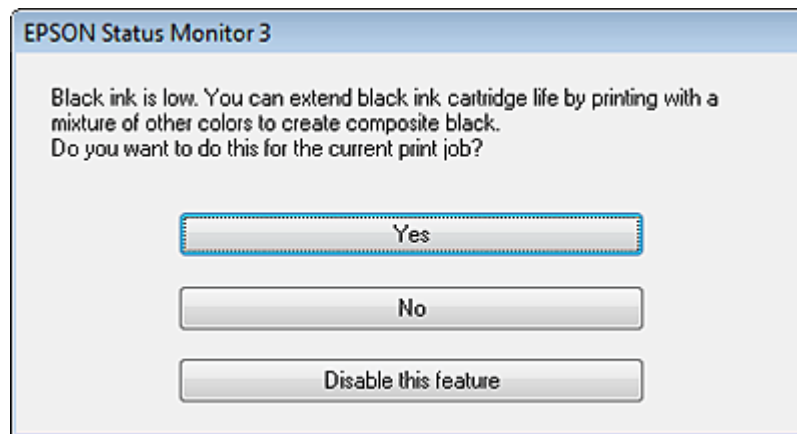 EPSON Status Monitor 3
Black ink is low. You can extend black ink cartridge life by printing with a
mixture of other colors to create composite black.
Do you want to do this for the current print job?
Yes
No
Disable this feature